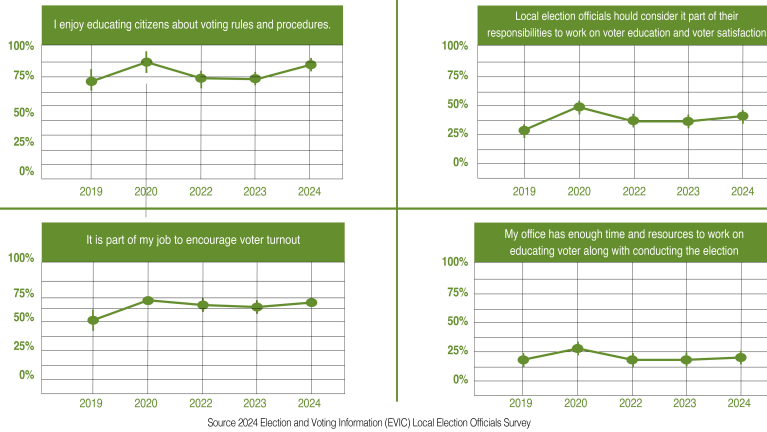 I enjoy educating citizens about voting rules and procedures.
100%
75%
50%
25%
0%
2019 2020 2022 2023 2024
Local election officials hould consider it part of their
responsibilities to work on voter education and voter satisfaction
100%
75%
50%
25%
0%
2019 2020 2022 2023 2024
It is part of my job to encourage voter turnout
100%
75%
50%
25%
0%
2019 2020 2022 2023 2024
My office has enough time and resources to work on
educating voter along with conducting the election
100%
75%
50%
25%
0%
2019 2020 2022 2023 2024
Source 2024 Election and Voting Information (EVIC) Local Election Officials Survey